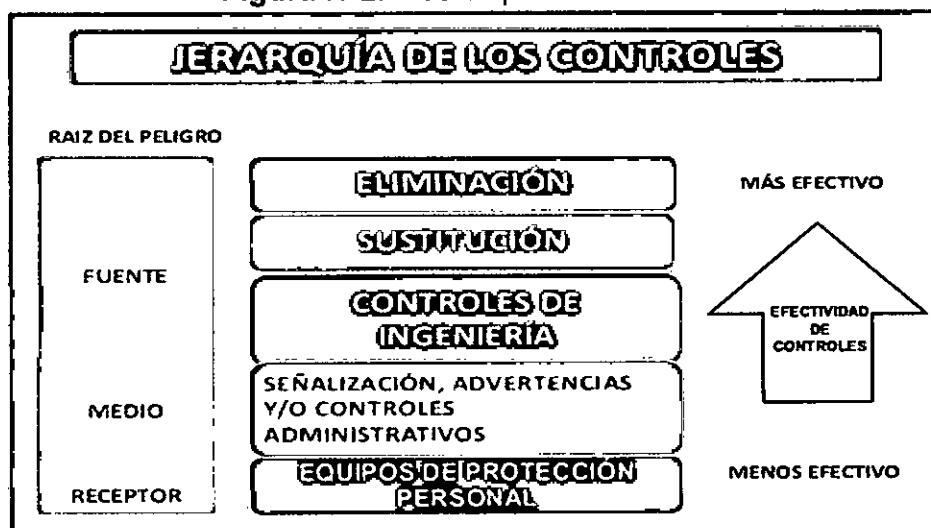 JERARQUÍA DE LOS CONTROLES
RAIZ DEL PELIGRO
ELIMINACIÓN
MÁS EFECTIVO
SUSTITUCIÓN
FUENTE
CONTROLES DE
INGENIERÍA
EFECTIVIDAD
DE
CONTROLES
SEÑALIZACIÓN, ADVERTENCIAS
Y/O CONTROLES
ADMINISTRATIVOS
MEDIO
EQUIPOS DE PROTECCIÓN
PERSONAL
MENOS EFECTIVO
RECEPTOR